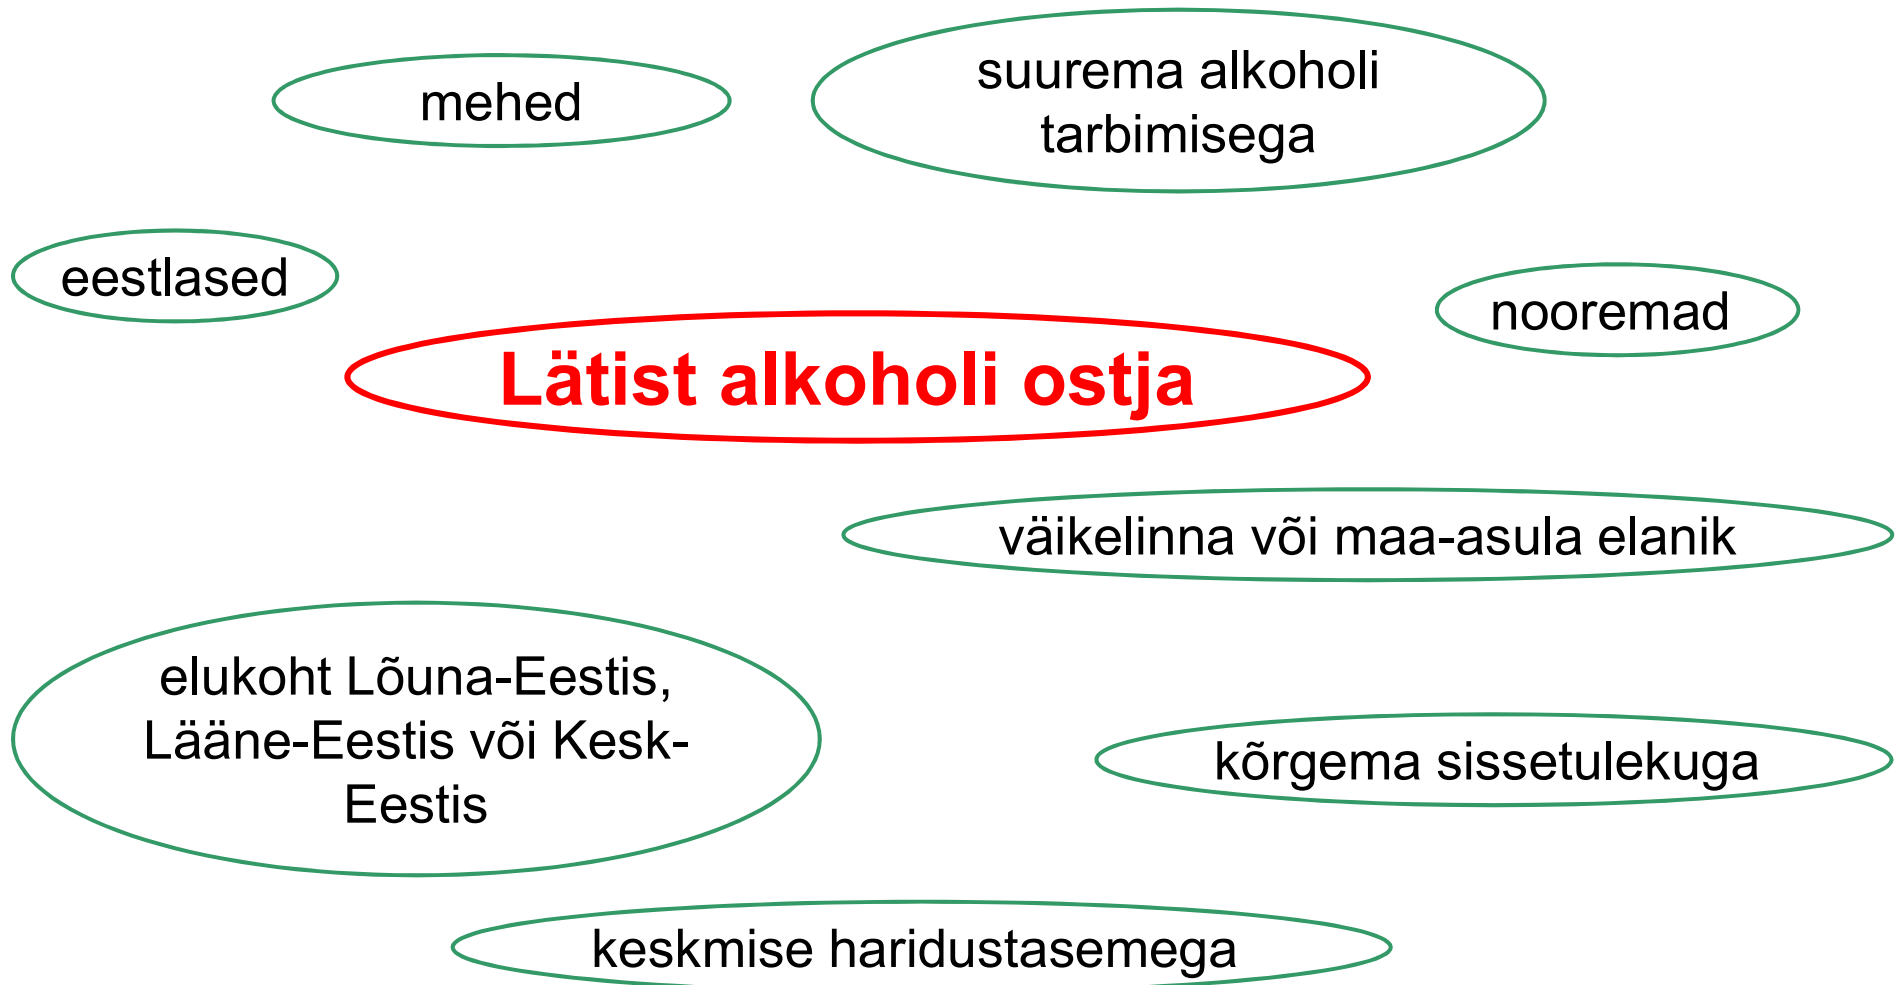 mehed
suurema alkoholi
tarbimisega
eestlased
nooremad
Lätist alkoholi ostja
väikelinna või maa-asula elanik
elukoht Lõuna-Eestis,
Lääne-Eestis või Kesk-
Eestis
kõrgema sissetulekuga
keskmise haridustasemega